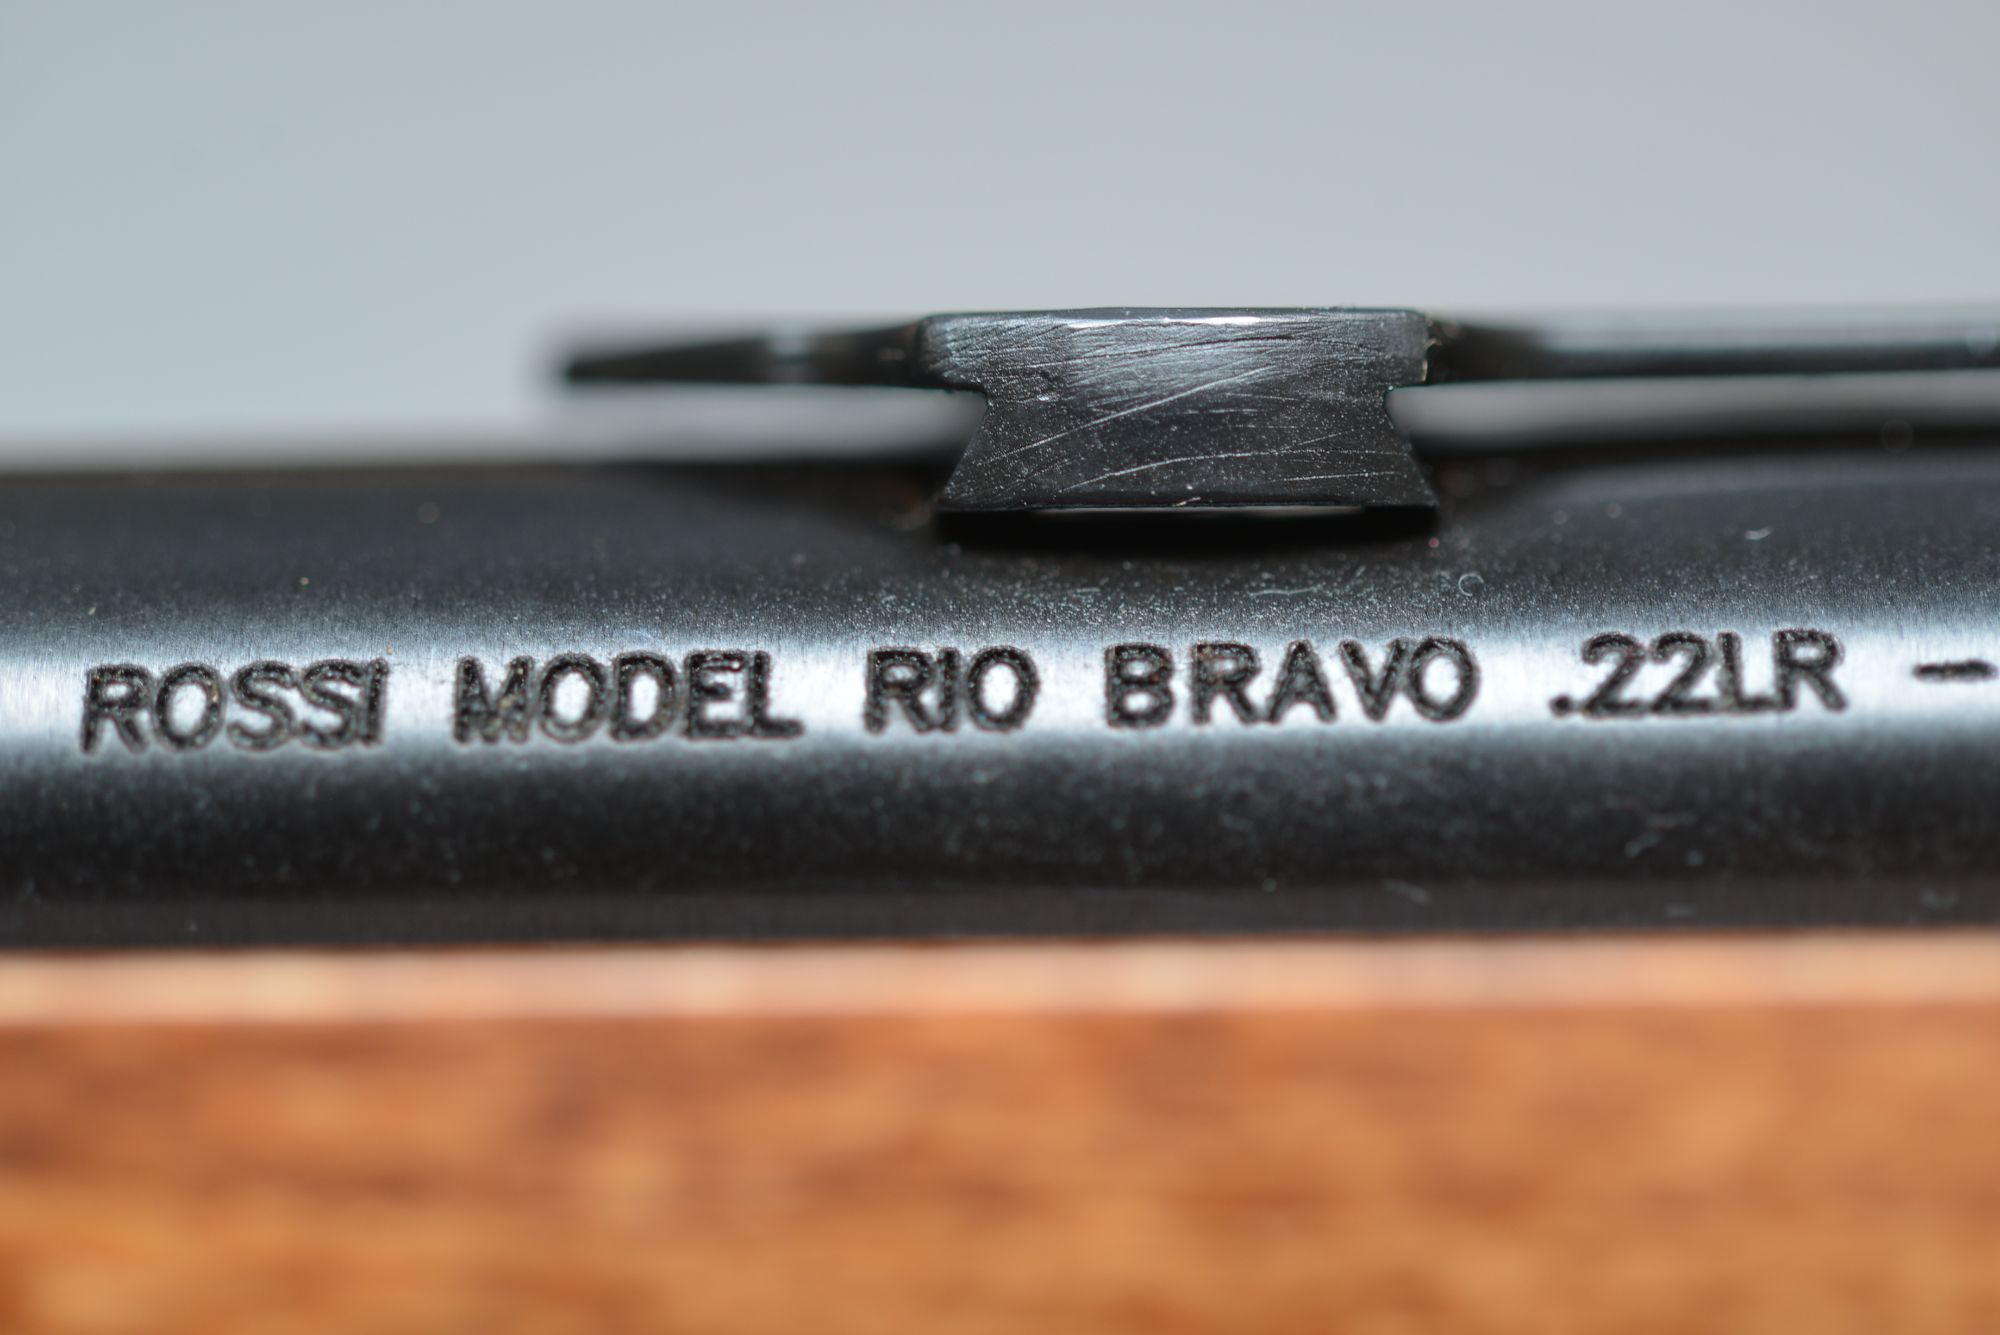 ROSSI MODEL RIO BRAVO .22LR –